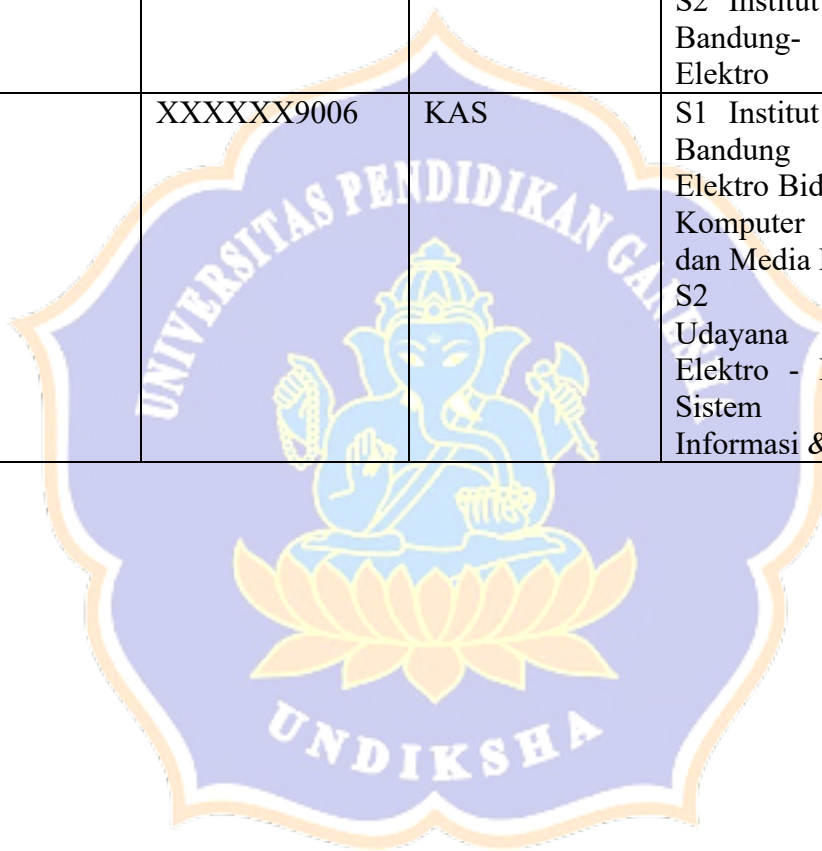 S2 Institut
Bandung-
Elektro
XXXXXX9006 KAS S1 Institut
Bandung
Elektro Bid
Komputer
dan Media
S2
Udayana
Elektro -
Sistem
Informasi &
UNIVERSITAS PENDIDIKAN GANESHA
UNDIKSHA